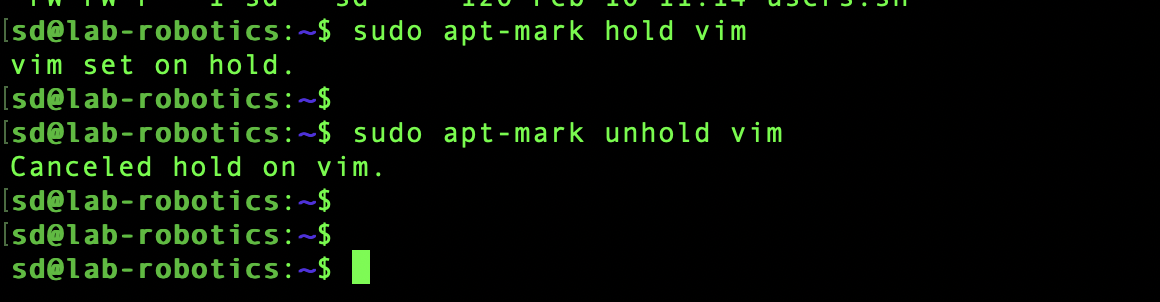 sd@lab-robotics:~$ sudo apt-mark hold vim
vim set on hold.
sd@lab-robotics:~$
sd@lab-robotics:~$ sudo apt-mark unhold vim
Canceled hold on vim.
sd@lab-robotics:~$
sd@lab-robotics:~$
sd@lab-robotics:~$